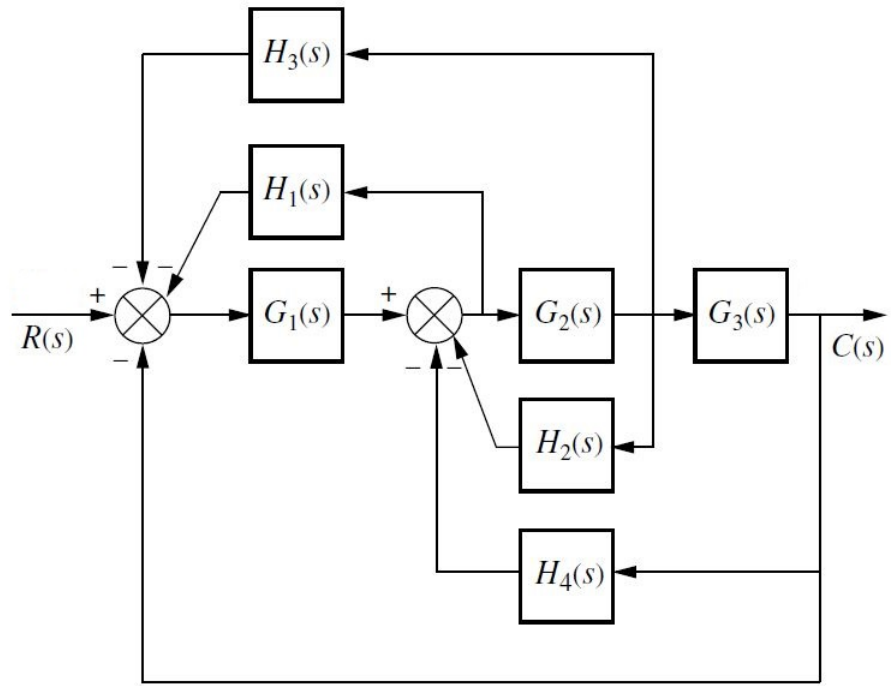 H₃(s)
H₁(s)
− −
+
G₁(s)
+
G₂(s)
G₃(s)
R(s)
−
C(s)
− −
H₂(s)
H₄(s)